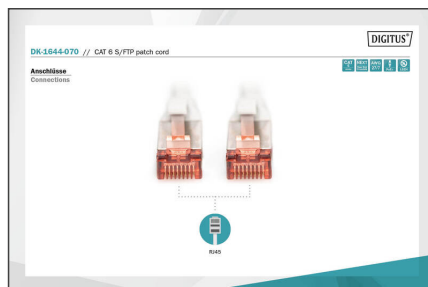 DIGITUS®
DK-1644-070 // CAT 6 S/FTP patch cord
Anschlüsse
Connections
RJ45